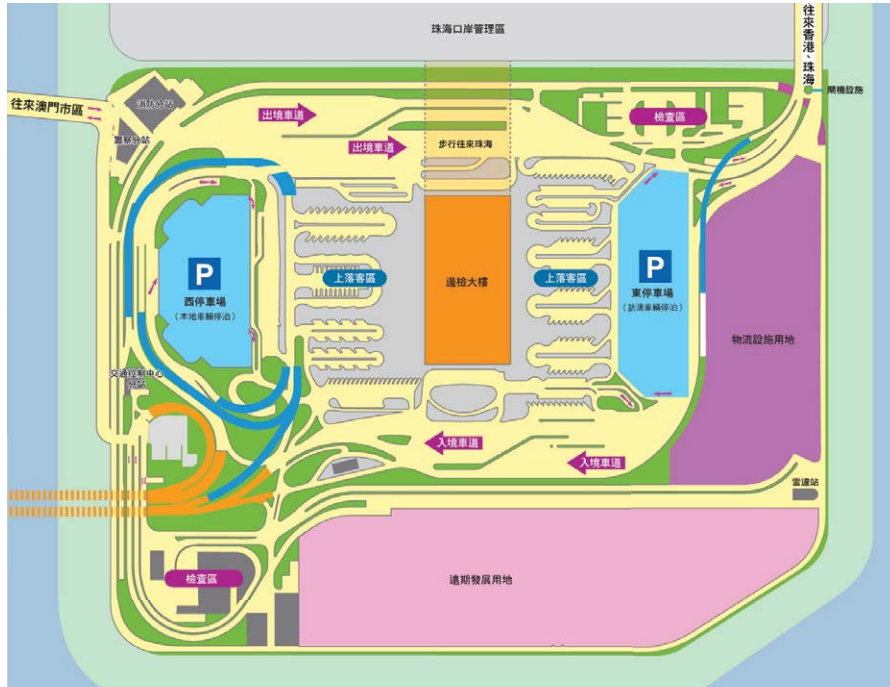 珠海口岸管理區
往來香港、珠海
閘機設施
往來澳門市區
消防分站
警察分站
出境車道
出境車道
步行往來珠海
檢查區
P
西停車場
(本地車輛停泊)
上落客區
邊檢大樓
上落客區
P
東停車場
(訪澳車輛停泊)
物流設施用地
交通控制中心
分站
入境車道
入境車道
雷達站
檢查區
遠期發展用地